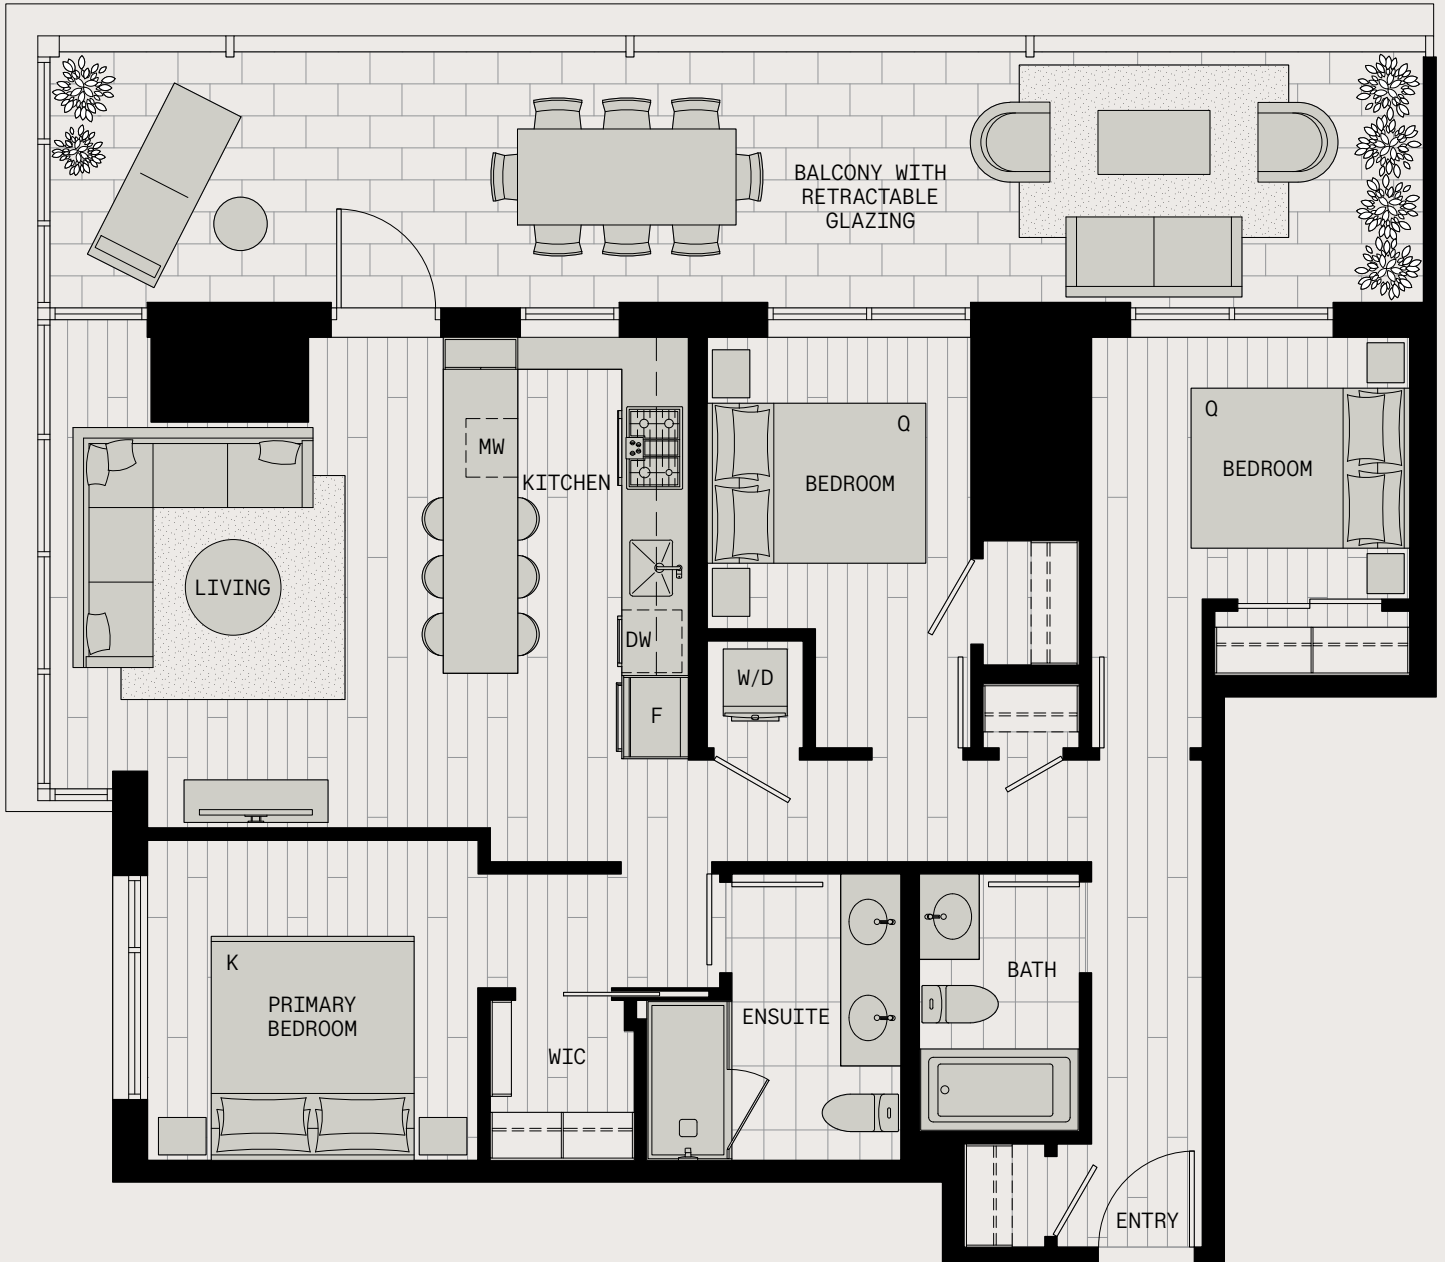 BALCONY WITH
RETRACTABLE
GLAZING
MW
KITCHEN
Q
BEDROOM
Q
BEDROOM
LIVING
DW
W/D
F
K
PRIMARY
BEDROOM
WIC
ENSUITE
BATH
ENTRY